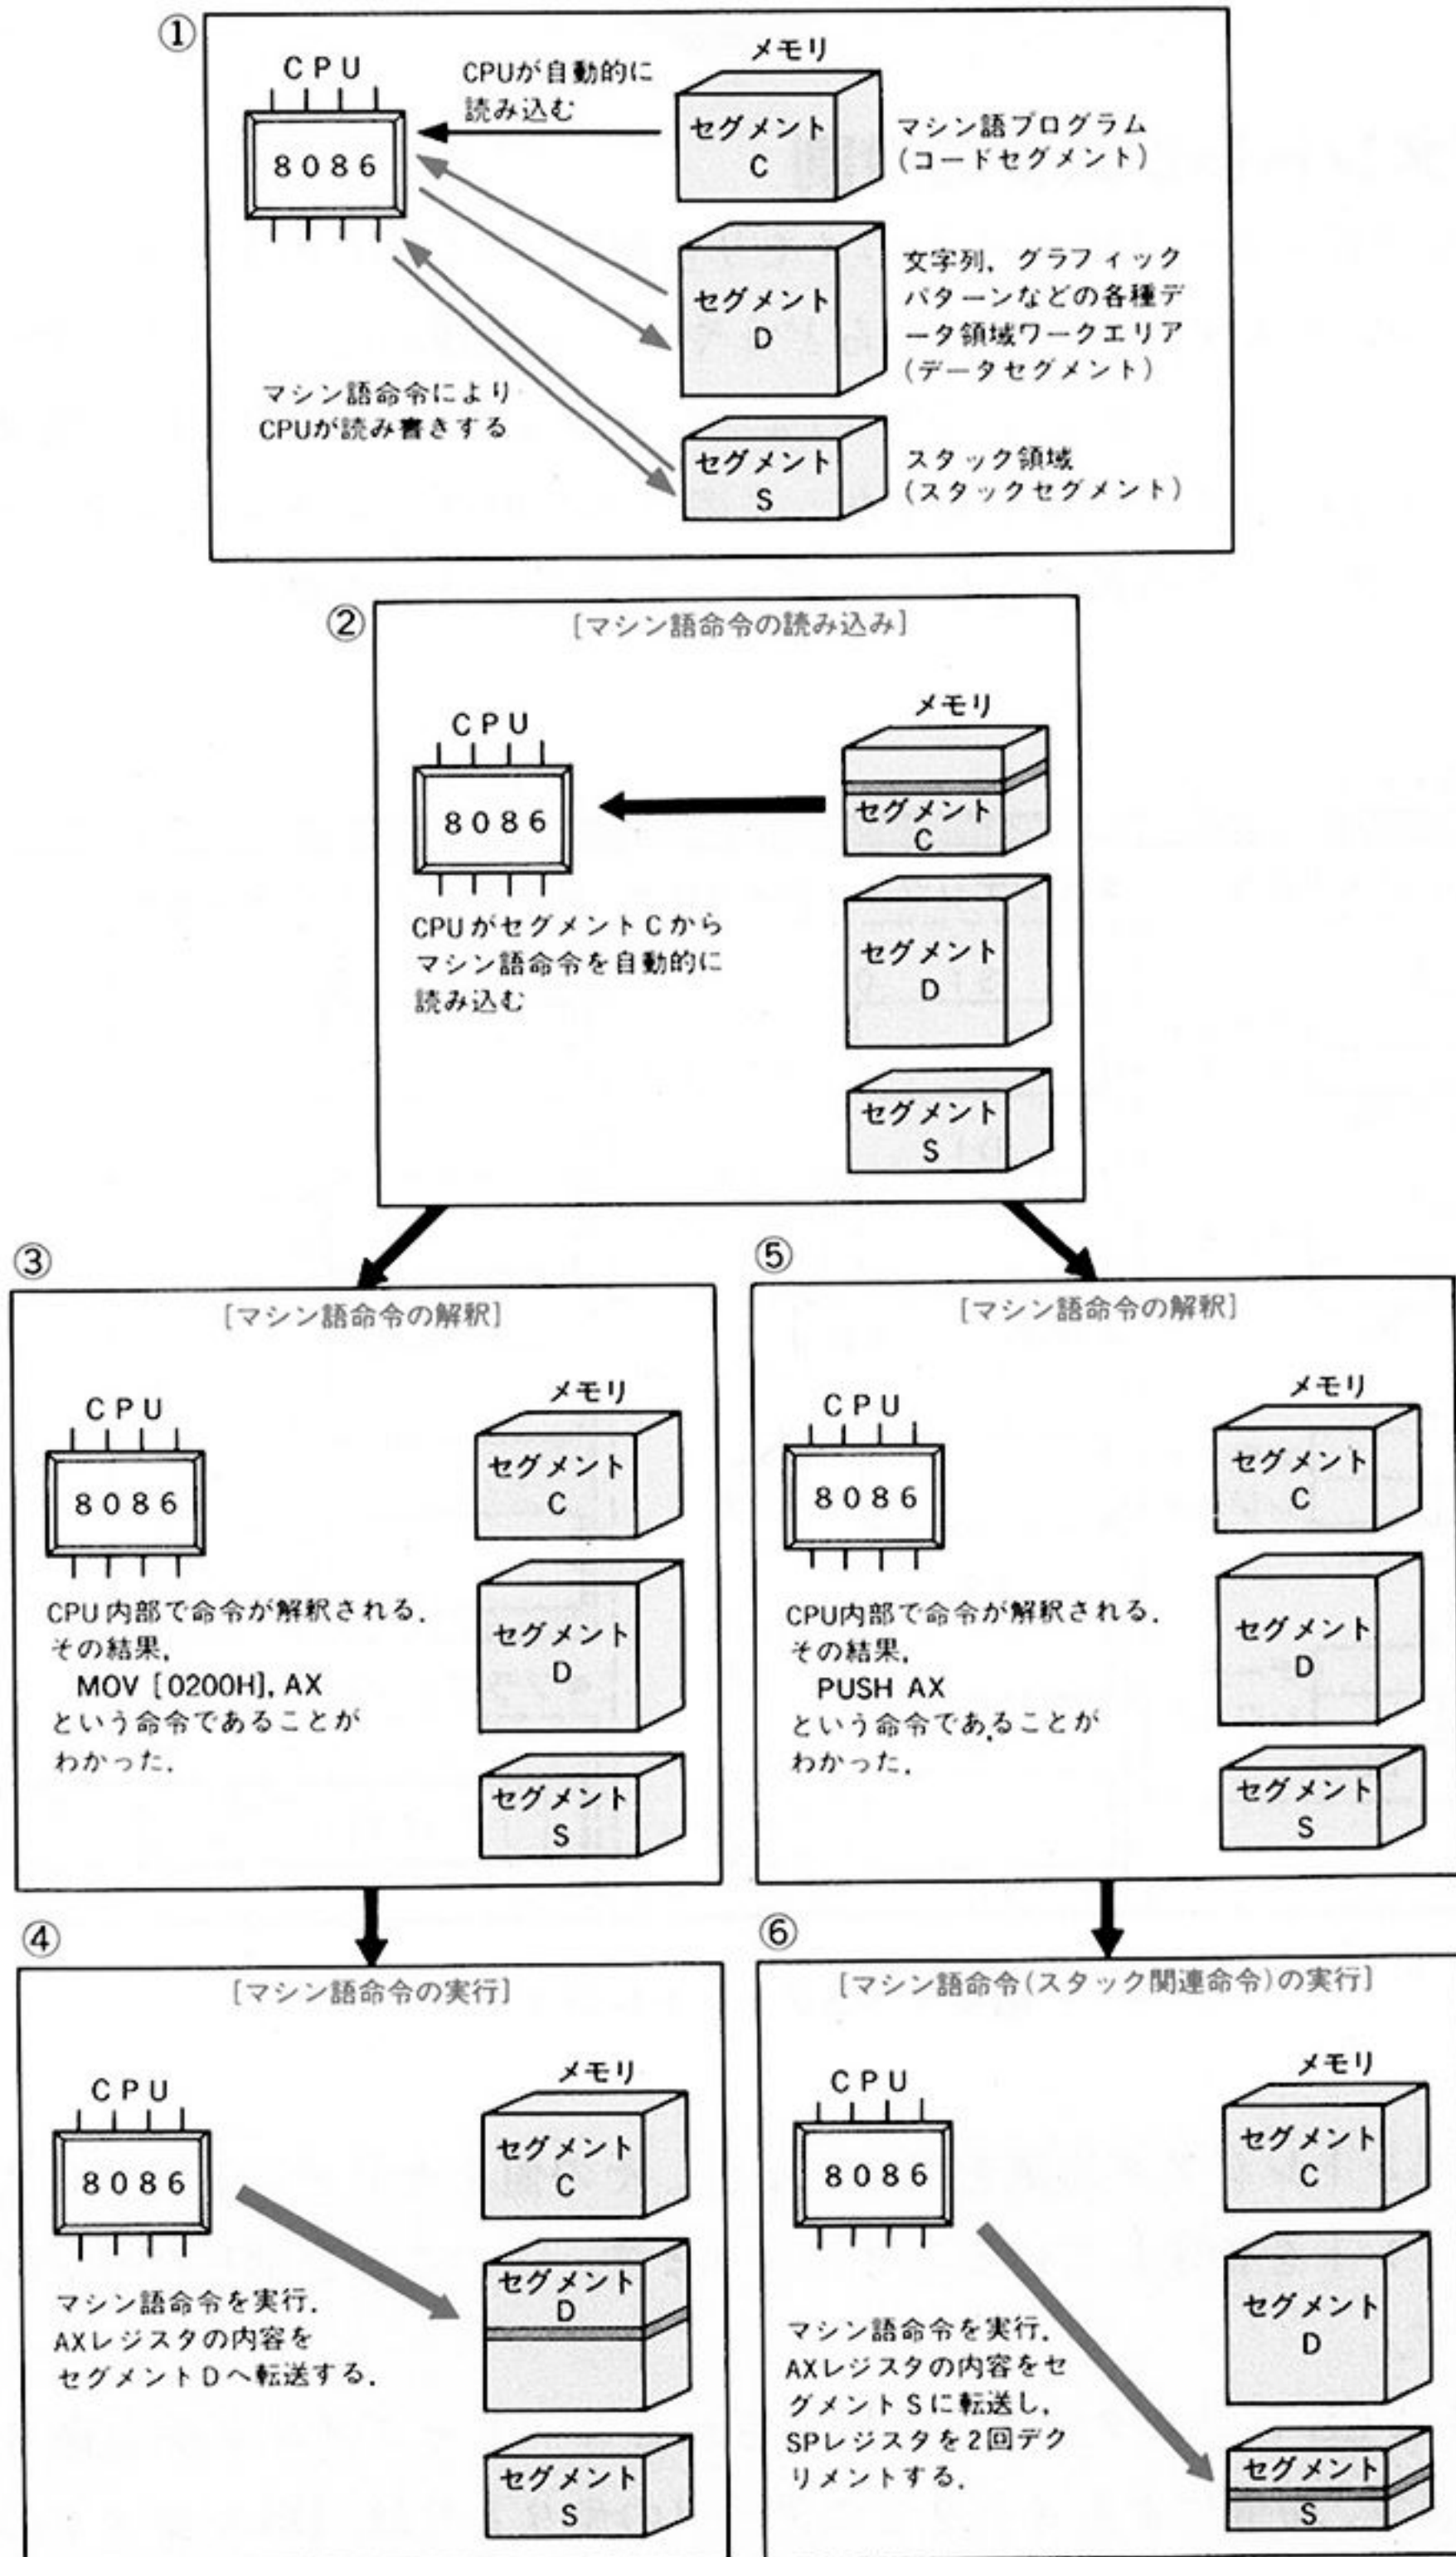 ①
CPU
8086
CPUが自動的に
読み込む
メモリ
セグメント
C
マシン語プログラム
(コードセグメント)
セグメント
D
文字列，グラフィック
パターンなどの各種デ
ータ領域ワークエリア
(データセグメント)
マシン語命令により
CPUが読み書きする
セグメント
S
スタック領域
(スタックセグメント)
②
[マシン語命令の読み込み]
CPU
8086
メモリ
セグメント
C
CPUがセグメントCから
マシン語命令を自動的に
読み込む
セグメント
D
セグメント
S
③
[マシン語命令の解釈]
CPU
8086
メモリ
セグメント
C
CPU内部で命令が解釈される．
その結果，
MOV [0200H], AX
という命令であることが
わかった．
セグメント
D
セグメント
S
⑤
[マシン語命令の解釈]
CPU
8086
メモリ
セグメント
C
CPU内部で命令が解釈される．
その結果，
PUSH AX
という命令であることが
わかった．
セグメント
D
セグメント
S
④
[マシン語命令の実行]
CPU
8086
メモリ
セグメント
C
マシン語命令を実行．
AXレジスタの内容を
セグメントDへ転送する．
セグメント
D
セグメント
S
⑥
[マシン語命令(スタック関連命令)の実行]
CPU
8086
メモリ
セグメント
C
マシン語命令を実行．
AXレジスタの内容をセ
グメントSに転送し，
SPレジスタを2回デク
リメントする．
セグメント
D
セグメント
S